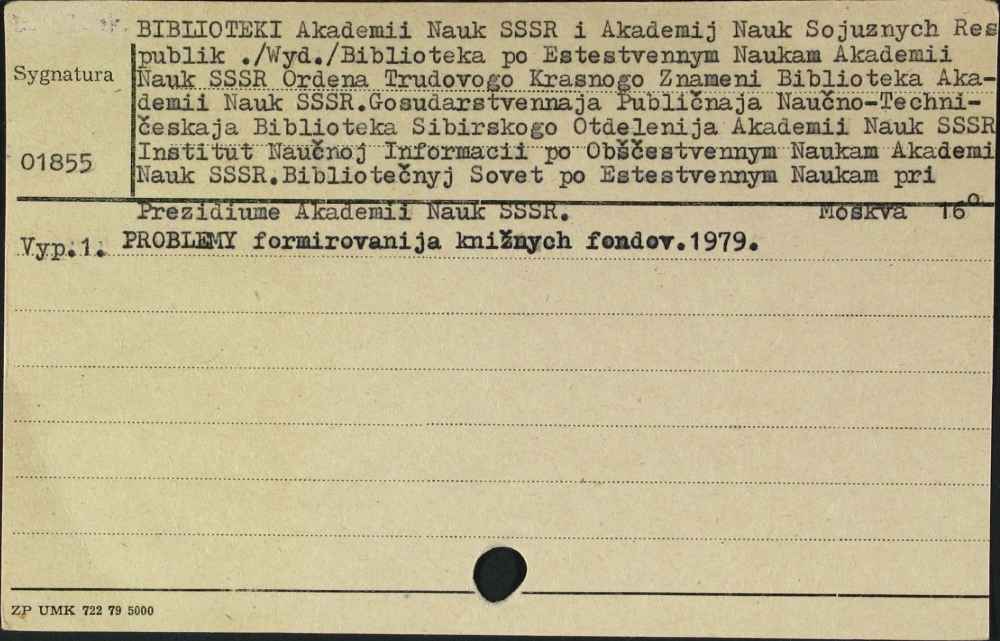 BIBLIOTEKI Akademii Nauk SSSR i Akademij Nauk Sojuznych Res
publik ./Wyd./Biblioteka po Estestvennym Naukam Akademii
Sygnatura
Nauk SSSR Ordena Trudovogo Krasnogo Znameni Biblioteka Aka-
demii Nauk SSSR.Gosudarstvennaja Publičnaja Naučno-Techni-
českaja Biblioteka Sibirskogo Otdelenija Akademii Nauk SSSR
01855
Institut Naučnoj Informacii po Obščestvennym Naukam Akademi
Nauk SSSR.Bibliotečnyj Sovet po Estestvennym Naukam pri
Prezidiume Akademii Nauk SSSR. Moskva 16°
Vyp.1. PROBLEMY formirovanija knižnych fondov.1979.
ZP UMK 722 79 5000